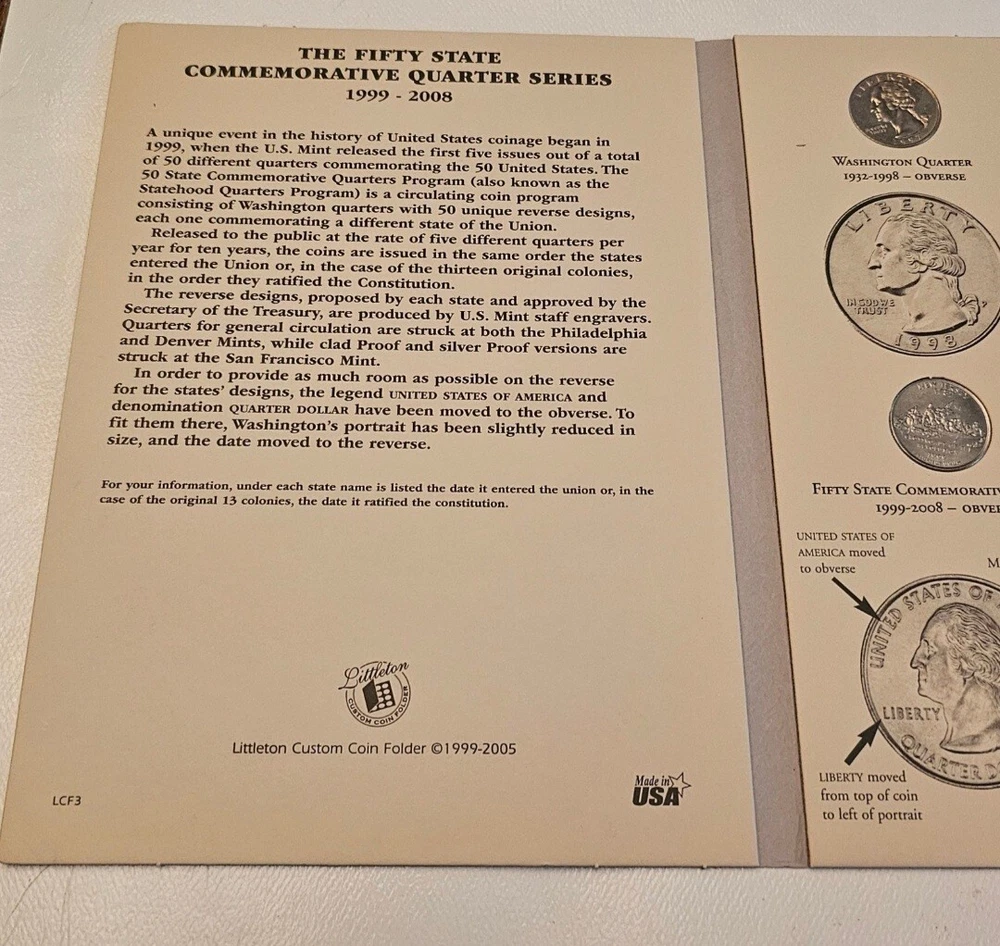 THE FIFTY STATE
COMMEMORATIVE QUARTER SERIES
1999 - 2008
A unique event in the history of United States coinage began in
1999, when the U.S. Mint released the first five issues out of a total
of 50 different quarters commemorating the 50 United States. The
50 State Commemorative Quarters Program (also known as the
Statehood Quarters Program) is a circulating coin program
consisting of Washington quarters with 50 unique reverse designs,
each one commemorating a different state of the Union.
Released to the public at the rate of five different quarters per
year for ten years, the coins are issued in the same order the states
entered the Union or, in the case of the thirteen original colonies,
in the order they ratified the Constitution.
The reverse designs, proposed by each state and approved by the
Secretary of the Treasury, are produced by U.S. Mint staff engravers.
Quarters for general circulation are struck at both the Philadelphia
and Denver Mints, while clad Proof and silver Proof versions are
struck at the San Francisco Mint.
In order to provide as much room as possible on the reverse
for the states' designs, the legend UNITED STATES OF AMERICA and
denomination QUARTER DOLLAR have been moved to the obverse. To
fit them there, Washington's portrait has been slightly reduced in
size, and the date moved to the reverse.
For your information, under each state name is listed the date it entered the union or, in the
case of the original 13 colonies, the date it ratified the constitution.
Littleton
CUSTOM COIN FOLDER
Littleton Custom Coin Folder ©1999-2005
LCF3
Made in
USA
LIBERTY
WASHINGTON QUARTER
1932-1998 – OBVERSE
LIBERTY
IN GOD WE
TRUST
P
1998
FIFTY STATE COMMEMORATIV
1999-2008 – OBVER
UNITED STATES OF
AMERICA moved
to obverse
M
UNITED STATES OF
LIBERTY
QUARTER D
LIBERTY moved
from top of coin
to left of portrait